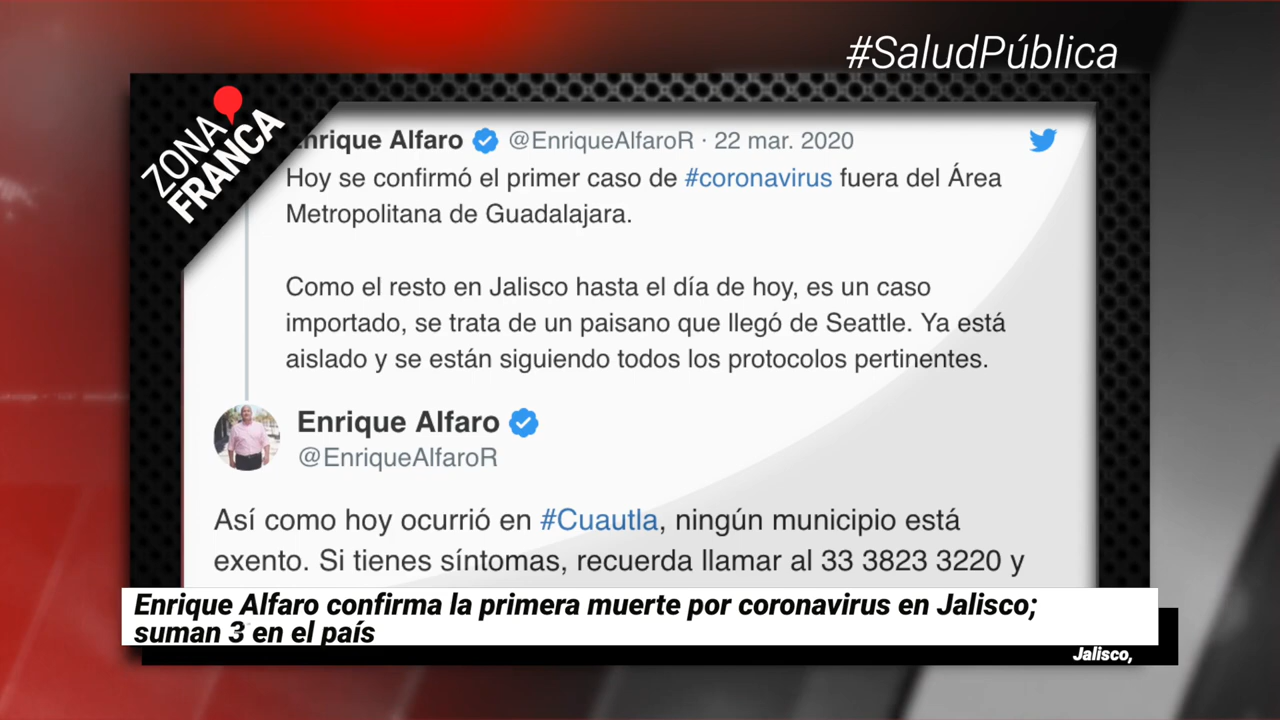 #SaludPública
ZONA
FRANCA
Enrique Alfaro @EnriqueAlfaroR · 22 mar. 2020
Hoy se confirmó el primer caso de #coronavirus fuera del Área
Metropolitana de Guadalajara.
Como el resto en Jalisco hasta el día de hoy, es un caso
importado, se trata de un paisano que llegó de Seattle. Ya está
aislado y se están siguiendo todos los protocolos pertinentes.
Enrique Alfaro
@EnriqueAlfaroR
Así como hoy ocurrió en #Cuautla, ningún municipio está
exento. Si tienes síntomas, recuerda llamar al 33 3823 3220 y
Enrique Alfaro confirma la primera muerte por coronavirus en Jalisco;
suman 3 en el país
Jalisco,